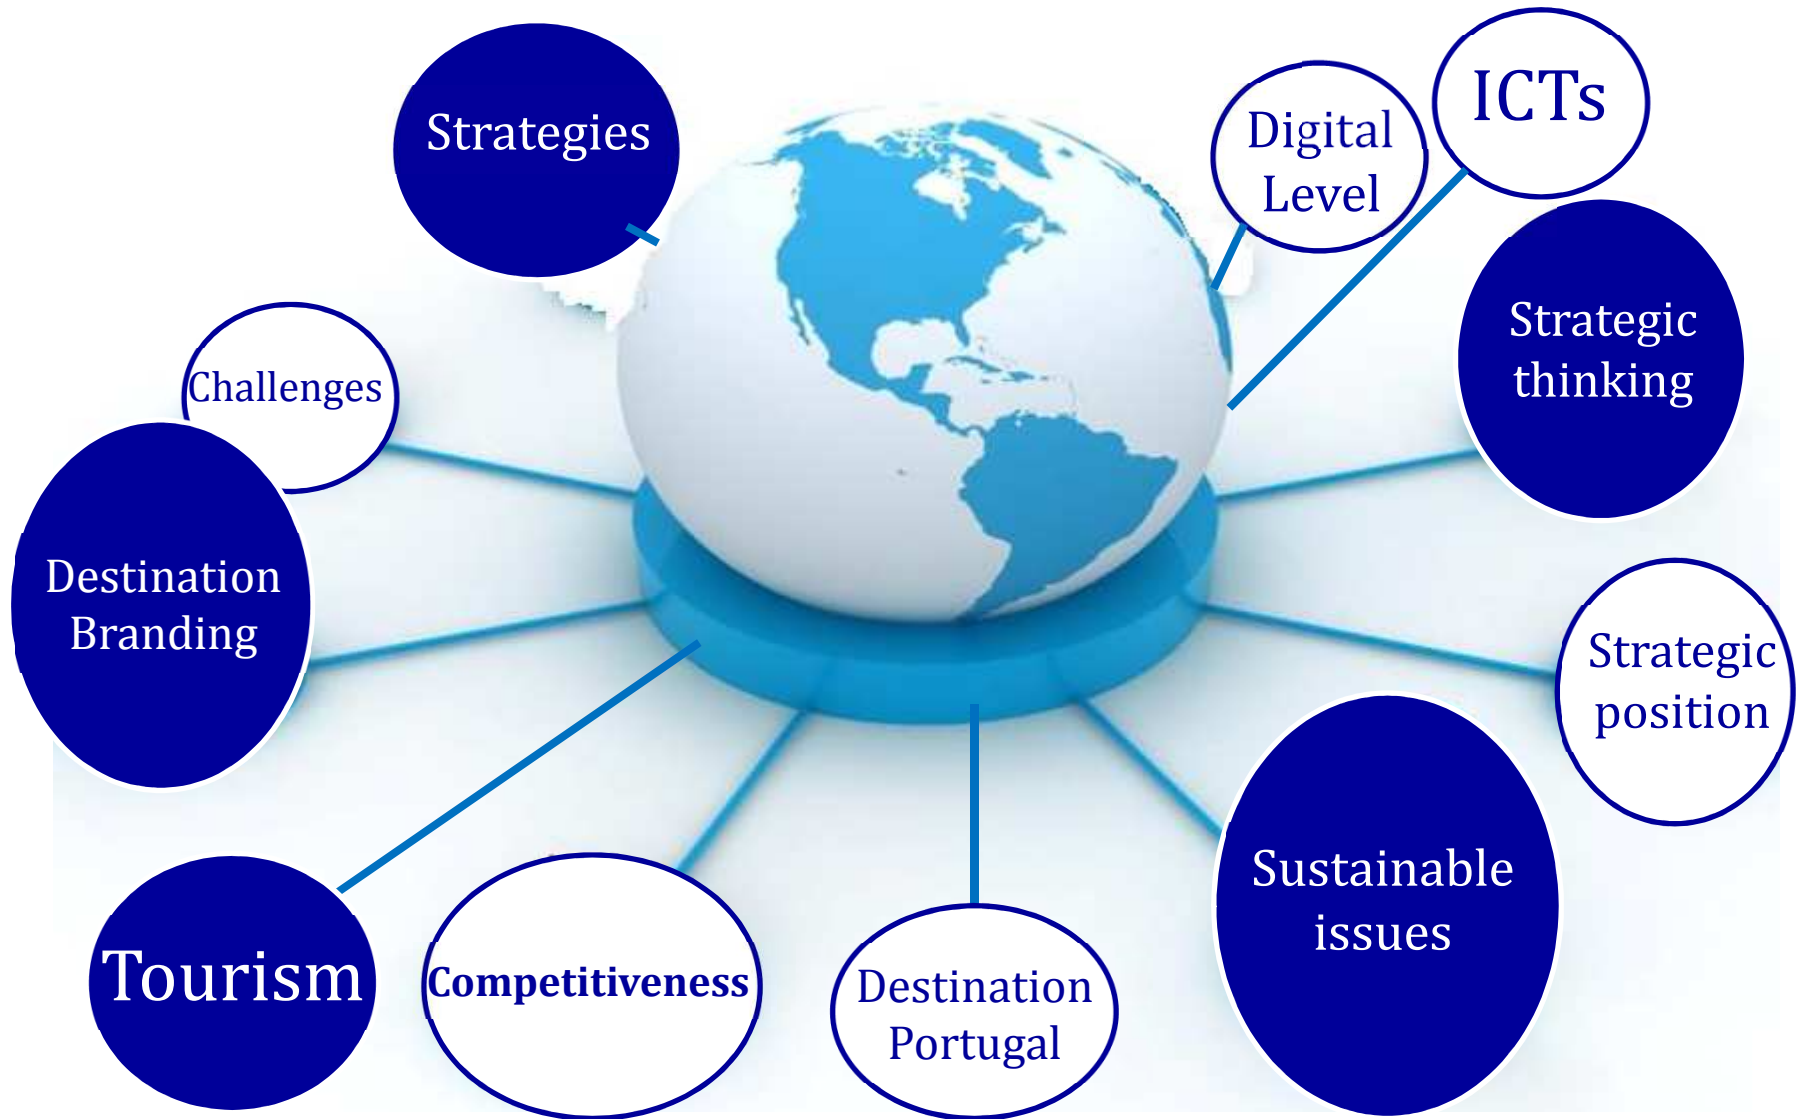 Strategies
Digital
Level
ICTs
Strategic
thinking
Challenges
Destination
Branding
Strategic
position
Sustainable
issues
Tourism
Competitiveness
Destination
Portugal